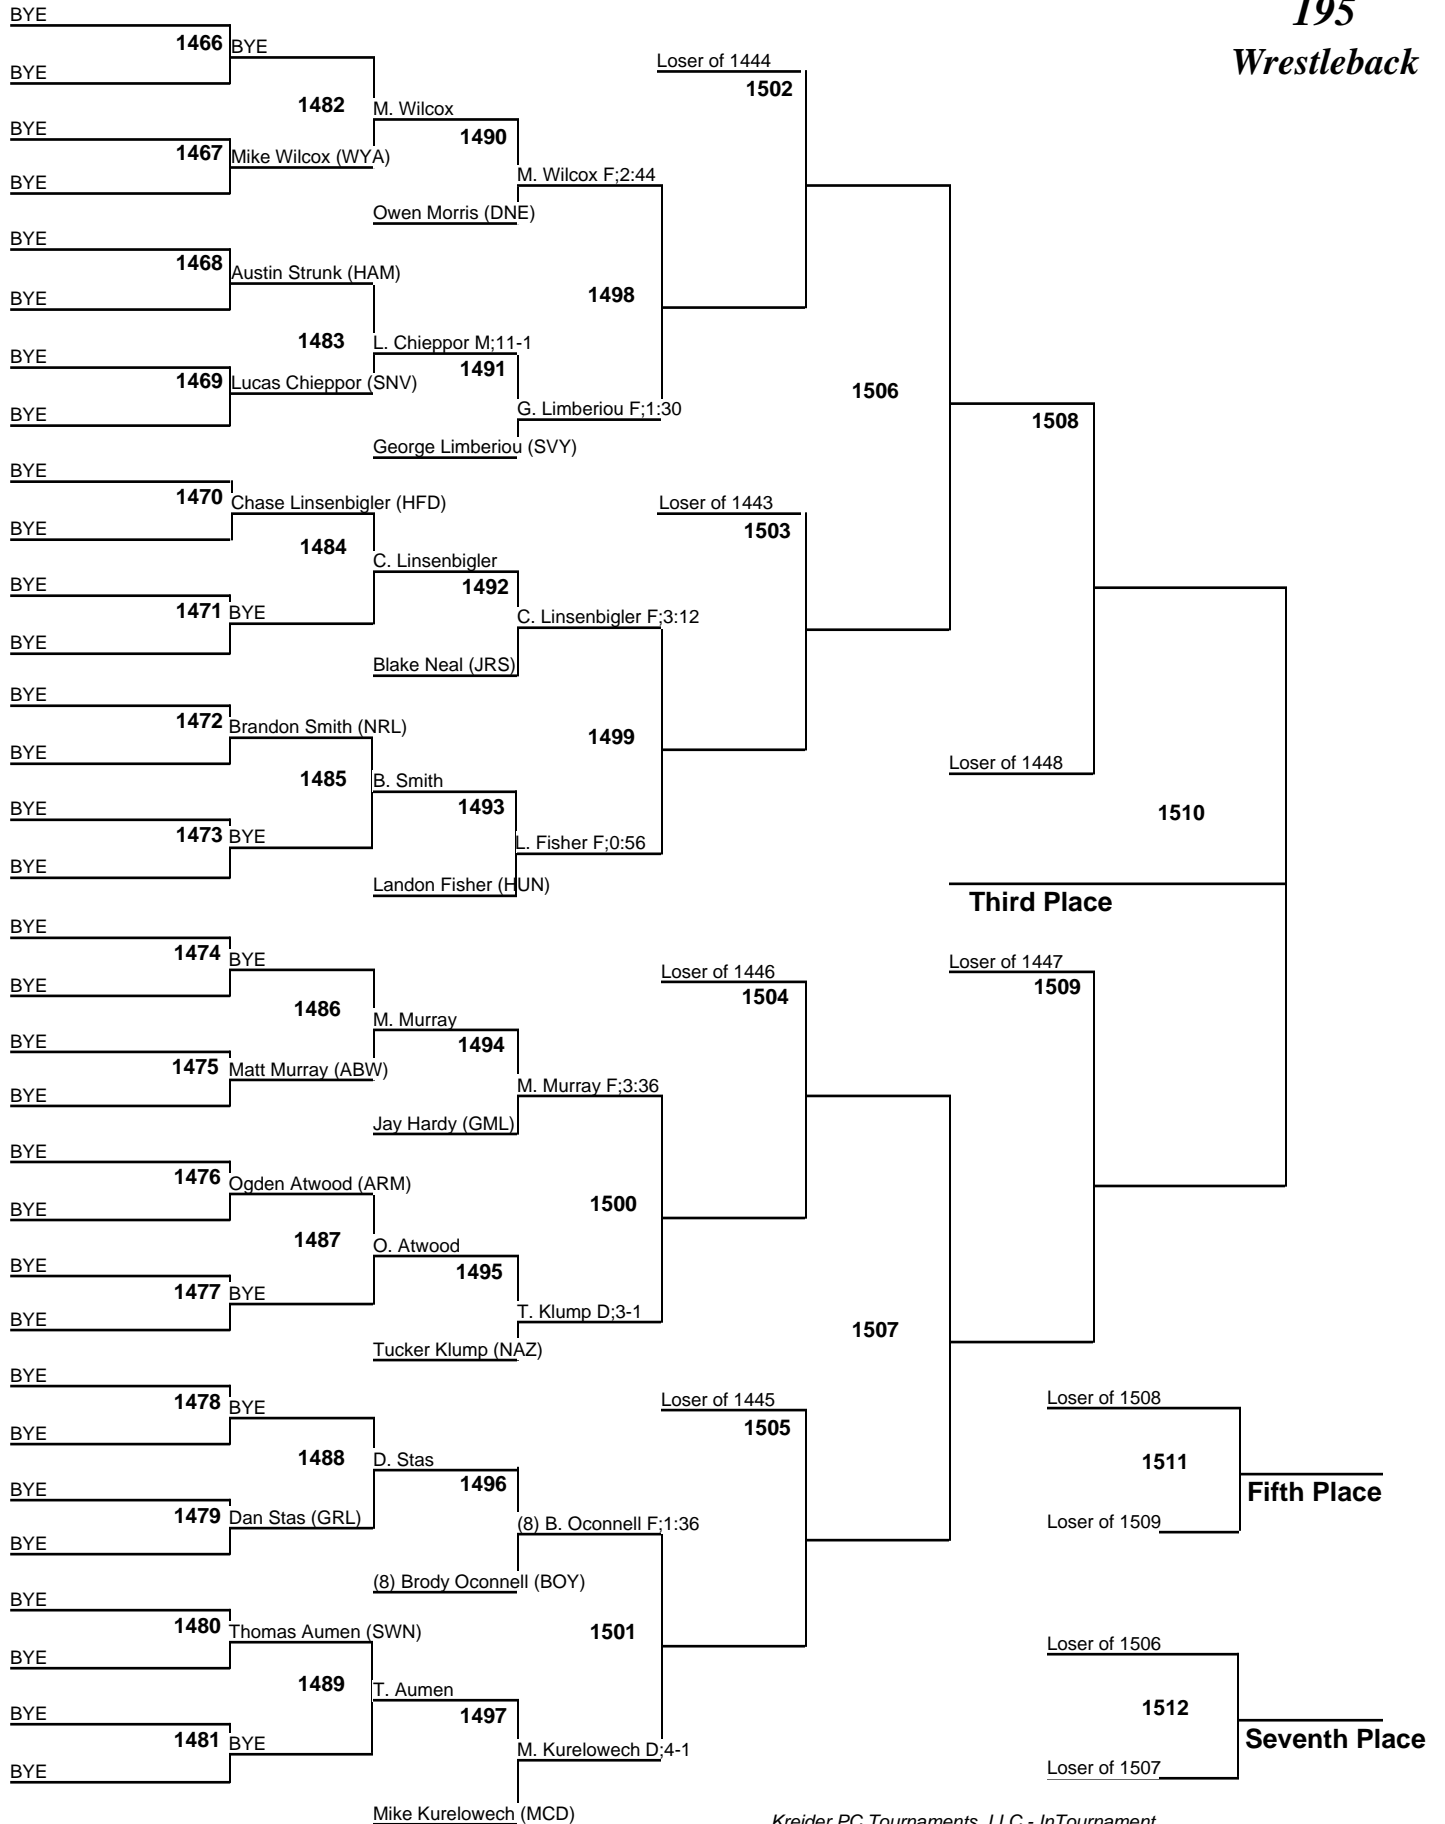 195
Wrestleback
BYE
1466
BYE
BYE
1482
M. Wilcox
BYE
1467
Mike Wilcox (WYA)
BYE
1490
M. Wilcox F;2:44
Owen Morris (DNE)
BYE
1468
Austin Strunk (HAM)
BYE
1483
L. Chieppor M;11-1
BYE
1469
Lucas Chieppor (SNV)
BYE
1491
G. Limberiou F;1:30
George Limberiou (SVY)
1498
Loser of 1444
1502
BYE
1470
Chase Linsenbigler (HFD)
BYE
1484
C. Linsenbigler
BYE
1471
BYE
BYE
1492
C. Linsenbigler F;3:12
Blake Neal (JRS)
BYE
1472
Brandon Smith (NRL)
BYE
1485
B. Smith
BYE
1473
BYE
BYE
1493
L. Fisher F;0:56
Landon Fisher (HUN)
1499
Loser of 1443
1503
1506
1508
Loser of 1448
1510
Third Place
BYE
1474
BYE
BYE
1486
M. Murray
BYE
1475
Matt Murray (ABW)
BYE
1494
M. Murray F;3:36
Jay Hardy (GML)
BYE
1476
Ogden Atwood (ARM)
BYE
1487
O. Atwood
BYE
1477
BYE
BYE
1495
T. Klump D;3-1
Tucker Klump (NAZ)
1500
Loser of 1446
1504
Loser of 1447
1509
1507
BYE
1478
BYE
BYE
1488
D. Stas
BYE
1479
Dan Stas (GRL)
BYE
1496
(8) B. Oconnell F;1:36
(8) Brody Oconnell (BOY)
BYE
1480
Thomas Aumen (SWN)
BYE
1489
T. Aumen
BYE
1481
BYE
BYE
1497
M. Kurelowech D;4-1
Mike Kurelowech (MCD)
1501
Loser of 1445
1505
Loser of 1508
1511
Fifth Place
Loser of 1509
Loser of 1506
1512
Seventh Place
Loser of 1507
Kreider PC Tournaments, LLC - InTournament